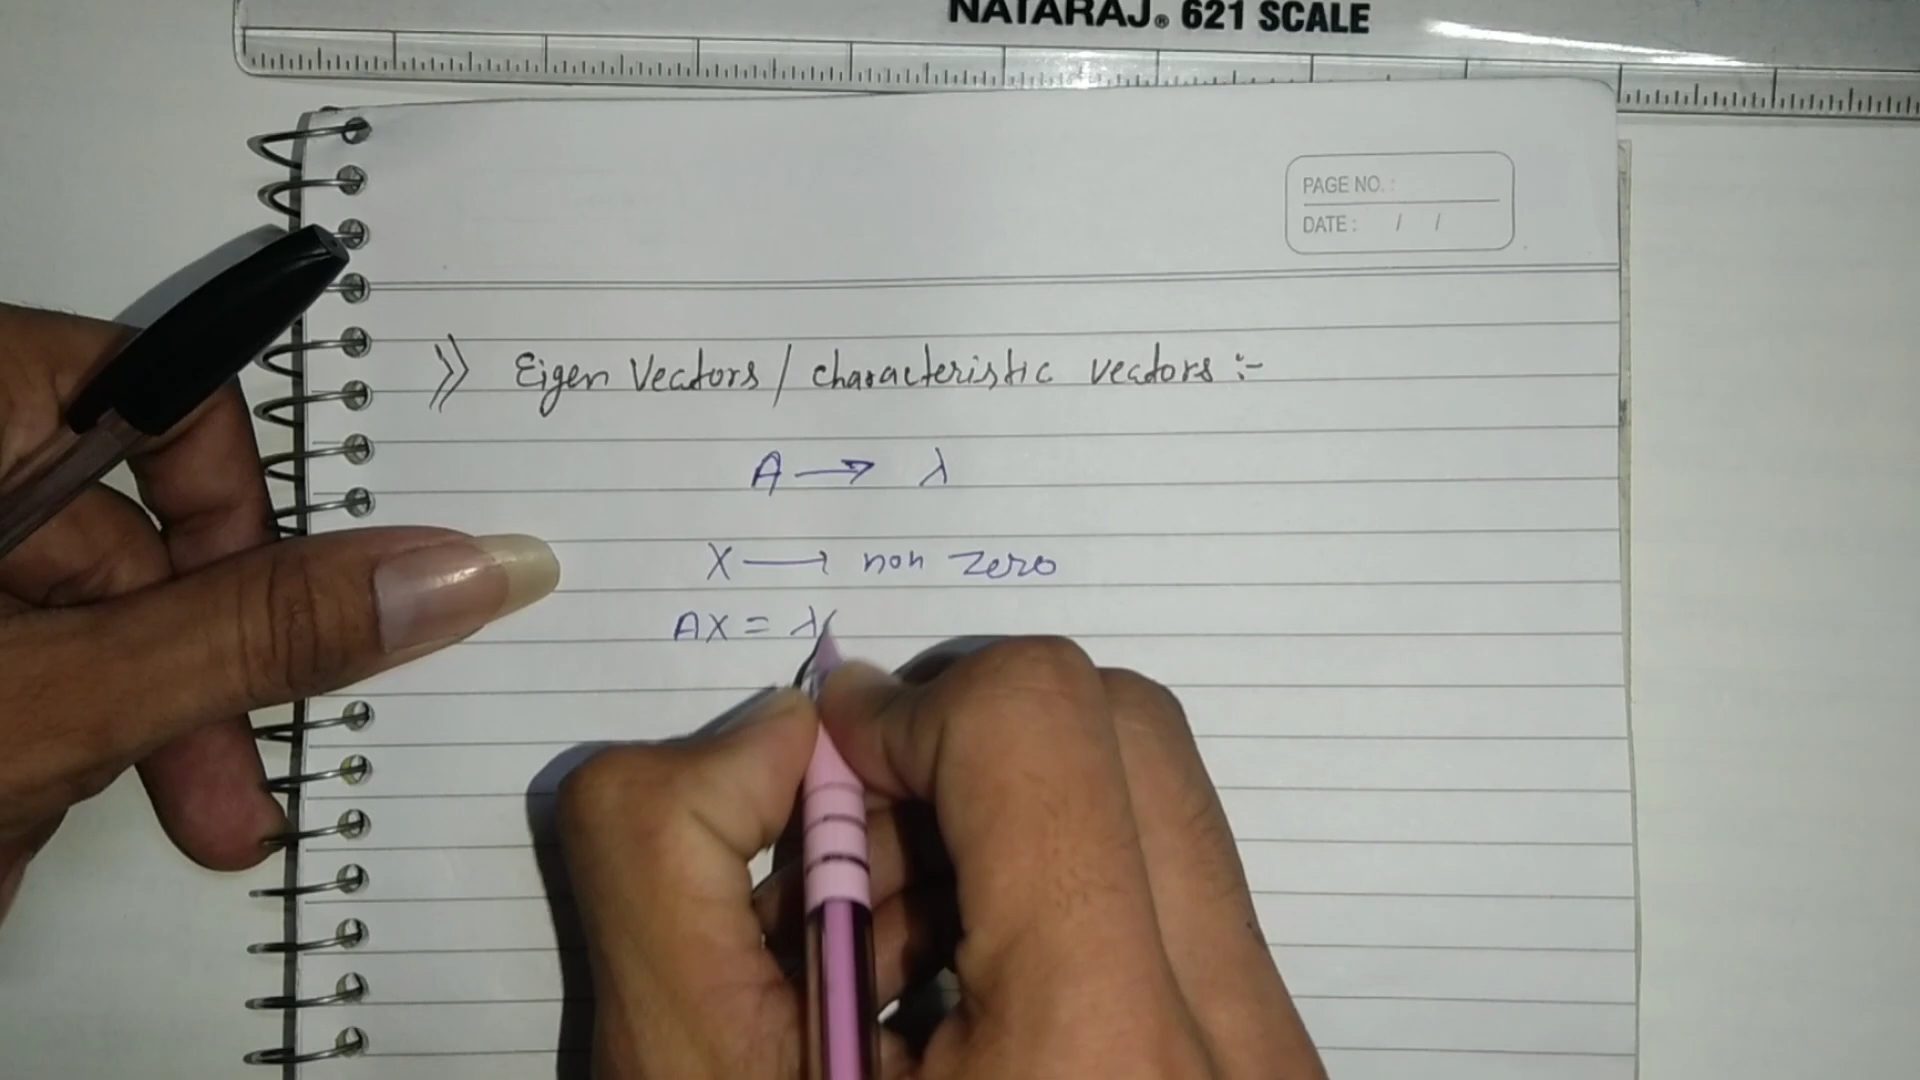 NATARAJ® 621 SCALE
PAGE NO. :
DATE : / /
>> Eigen Vectors / characteristic vectors :-
A → λ
X → non zero
AX = λ